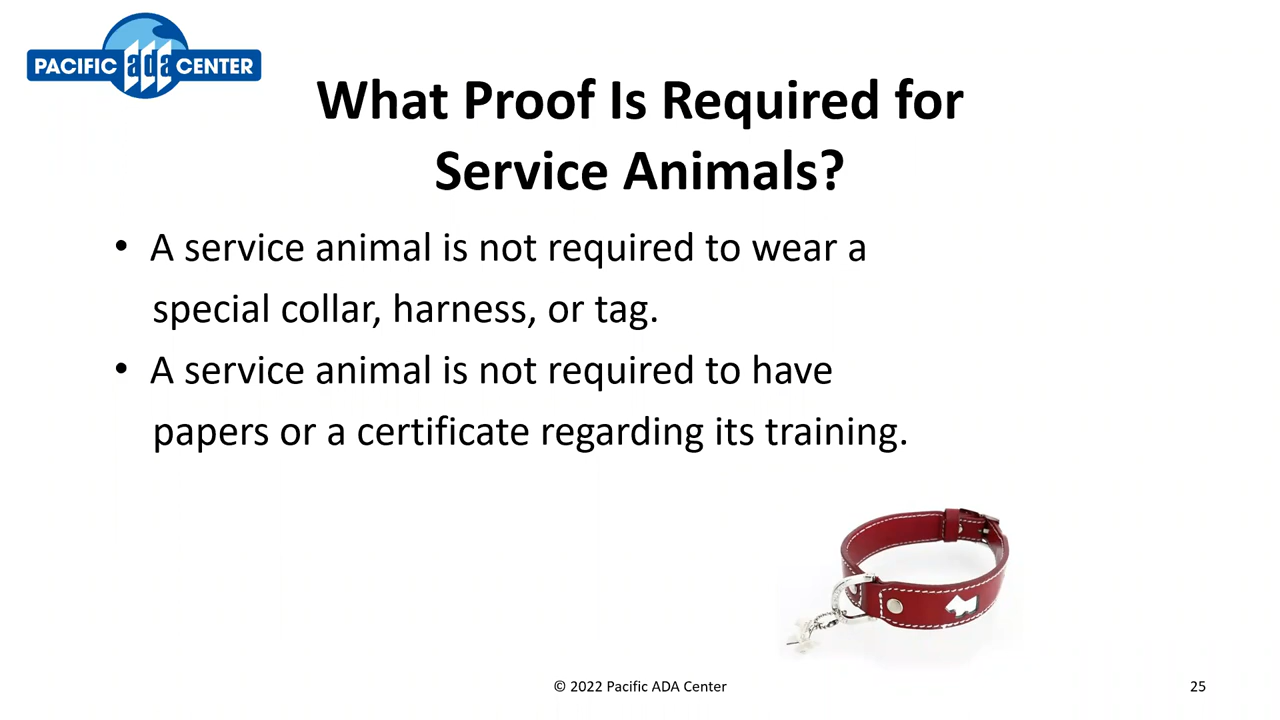 PACIFIC ada CENTER
What Proof Is Required for
Service Animals?
• A service animal is not required to wear a
special collar, harness, or tag.
• A service animal is not required to have
papers or a certificate regarding its training.
© 2022 Pacific ADA Center
25